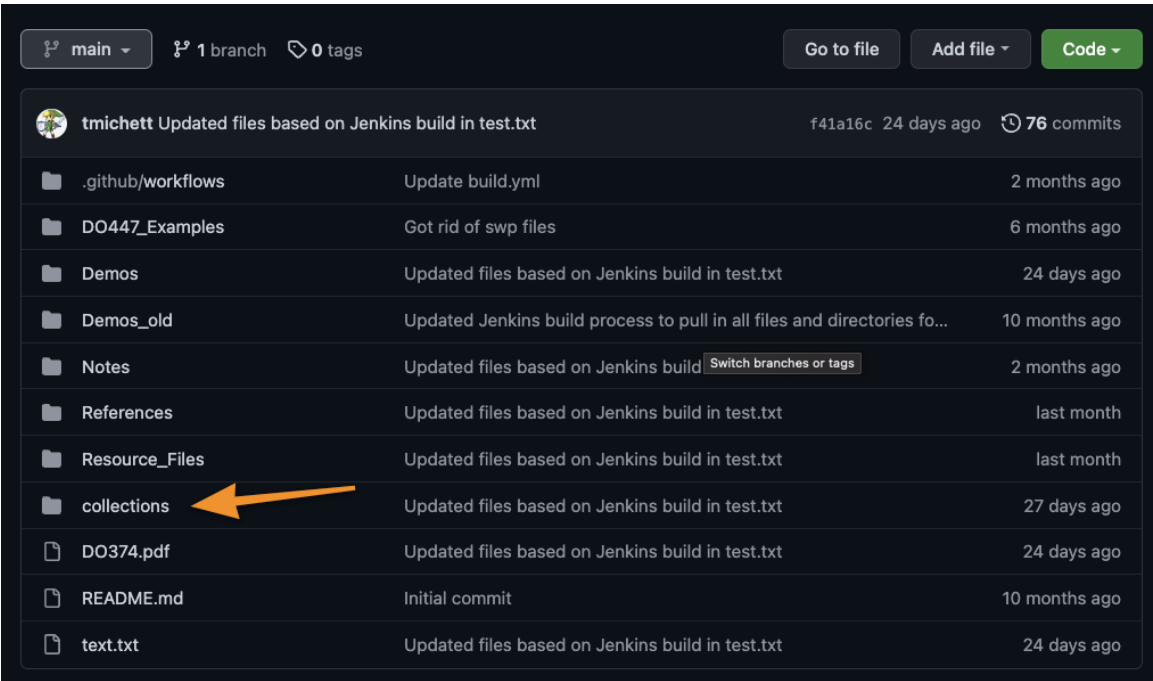 main 1 branch 0 tags Go to file Add file Code
tmichett Updated files based on Jenkins build in test.txt f41a16c 24 days ago 76 commits
.github/workflows Update build.yml 2 months ago
DO447_Examples Got rid of swp files 6 months ago
Demos Updated files based on Jenkins build in test.txt 24 days ago
Demos_old Updated Jenkins build process to pull in all files and directories fo... 10 months ago
Notes Updated files based on Jenkins build Switch branches or tags 2 months ago
References Updated files based on Jenkins build in test.txt last month
Resource_Files Updated files based on Jenkins build in test.txt last month
collections Updated files based on Jenkins build in test.txt 27 days ago
DO374.pdf Updated files based on Jenkins build in test.txt 24 days ago
README.md Initial commit 10 months ago
text.txt Updated files based on Jenkins build in test.txt 24 days ago